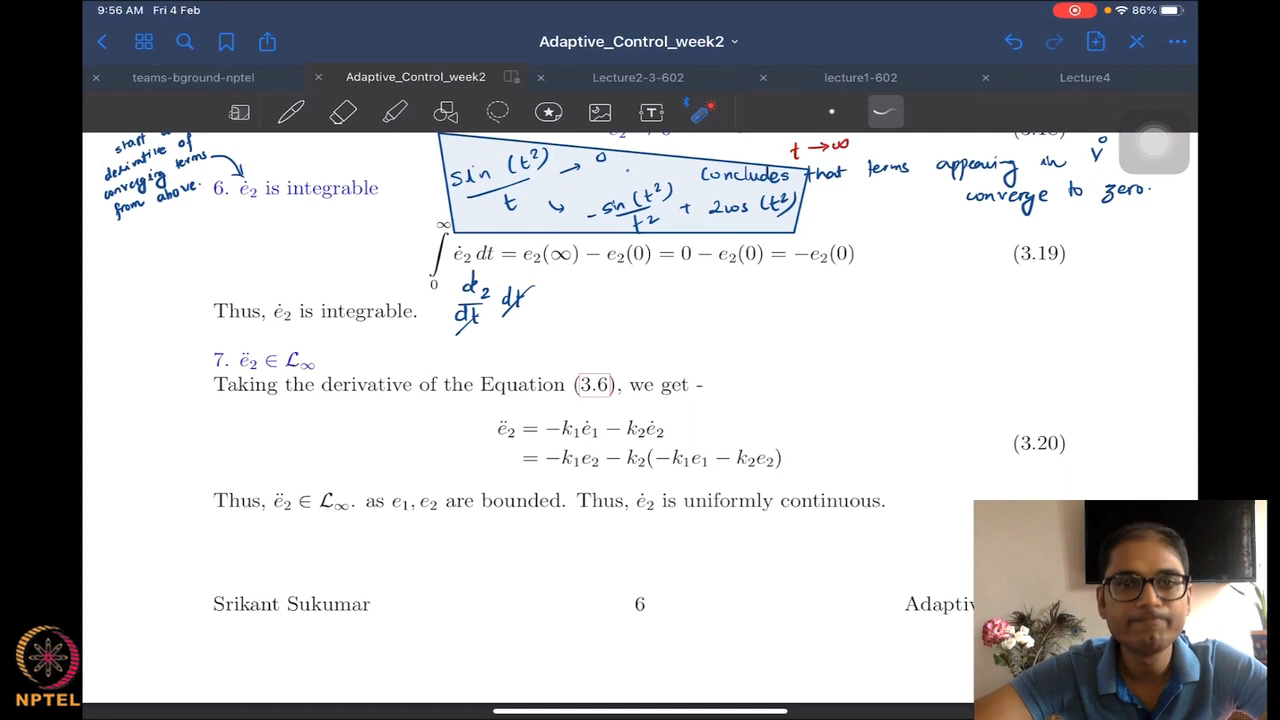 9:56 AM Fri 4 Feb
86%
Adaptive_Control_week2
teams-bground-nptel
Adaptive_Control_week2
Lecture2-3-602
lecture1-602
Lecture4
start
derivative of
converging terms
from above.
6. ė₂ is integrable
sin (t²) / t → 0
↘ -sin(t²)/t² + 2cos(t²)
t → ∞
Concludes that terms appearing in V̇
converge to zero.
∫₀^∞ ė₂ dt = e₂(∞) − e₂(0) = 0 − e₂(0) = −e₂(0) (3.19)
de₂/dt dt
Thus, ė₂ is integrable.
7. ë₂ ∈ 𝓛∞
Taking the derivative of the Equation (3.6), we get -
ë₂ = −k₁ė₁ − k₂ė₂
= −k₁e₂ − k₂(−k₁e₁ − k₂e₂) (3.20)
Thus, ë₂ ∈ 𝓛∞. as e₁, e₂ are bounded. Thus, ė₂ is uniformly continuous.
Srikant Sukumar
6
Adaptiv
NPTEL